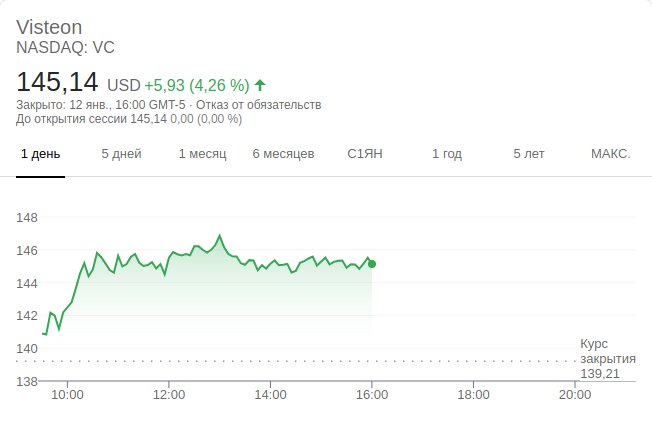 Visteon
NASDAQ: VC
145,14 USD +5,93 (4,26 %)
Закрыто: 12 янв., 16:00 GMT-5 · Отказ от обязательств
До открытия сессии 145,14 0,00 (0,00 %)
1 день 5 дней 1 месяц 6 месяцев С1ЯН 1 год 5 лет МАКС.
148
146
144
142
140
138
Курс
закрытия
139,21
10:00 12:00 14:00 16:00 18:00 20:00